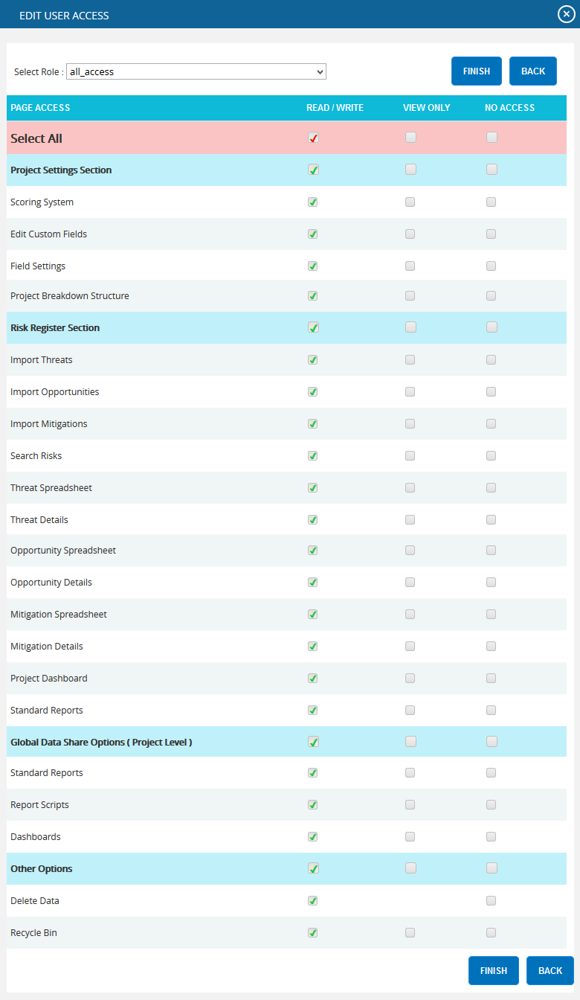 EDIT USER ACCESS
Select Role : all_access FINISH BACK
PAGE ACCESS READ / WRITE VIEW ONLY NO ACCESS
Select All
Project Settings Section
Scoring System
Edit Custom Fields
Field Settings
Project Breakdown Structure
Risk Register Section
Import Threats
Import Opportunities
Import Mitigations
Search Risks
Threat Spreadsheet
Threat Details
Opportunity Spreadsheet
Opportunity Details
Mitigation Spreadsheet
Mitigation Details
Project Dashboard
Standard Reports
Global Data Share Options ( Project Level )
Standard Reports
Report Scripts
Dashboards
Other Options
Delete Data
Recycle Bin
FINISH BACK